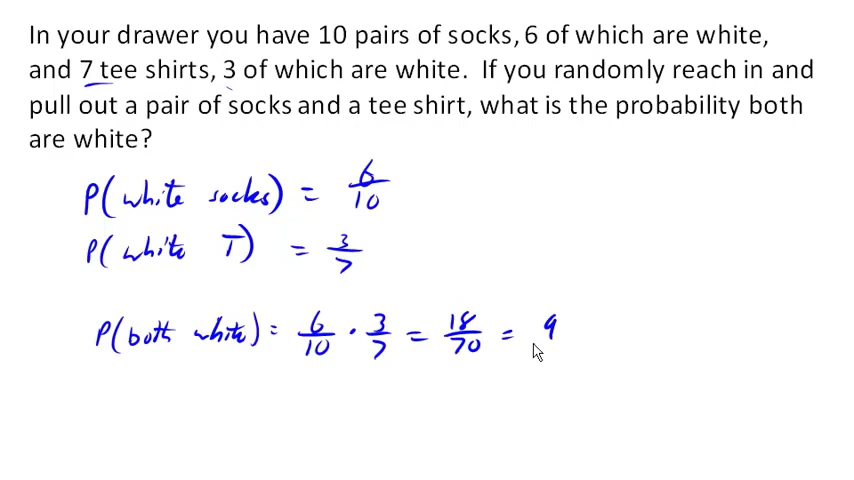 In your drawer you have 10 pairs of socks, 6 of which are white,
and 7 tee shirts, 3 of which are white.  If you randomly reach in and
pull out a pair of socks and a tee shirt, what is the probability both
are white?
P(white socks) = 6/10
P(white T) = 3/7
P(both white) = 6/10 · 3/7 = 18/70 = 9